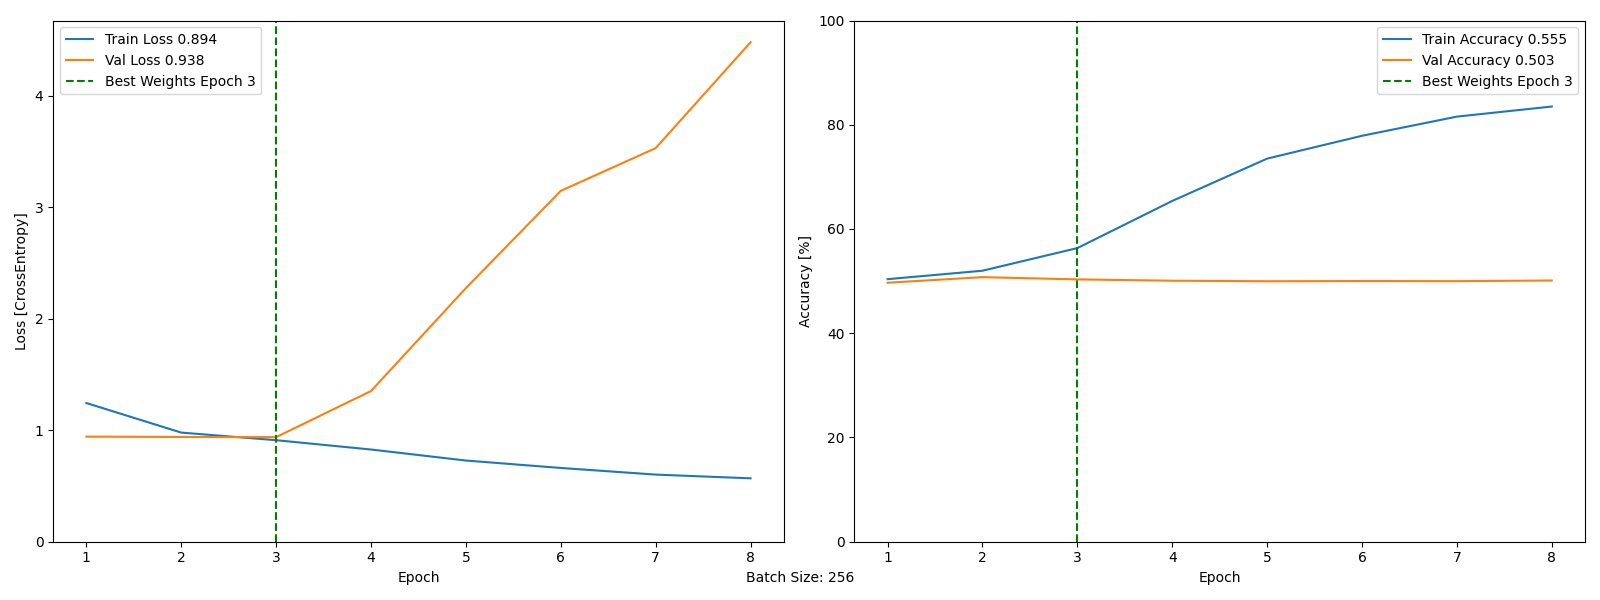 Train Loss 0.894
Val Loss 0.938
Best Weights Epoch 3
4
3
2
1
0
Loss [CrossEntropy]
1 2 3 4 5 6 7 8
Epoch
Train Accuracy 0.555
Val Accuracy 0.503
Best Weights Epoch 3
100
80
60
40
20
0
Accuracy [%]
1 2 3 4 5 6 7 8
Epoch
Batch Size: 256